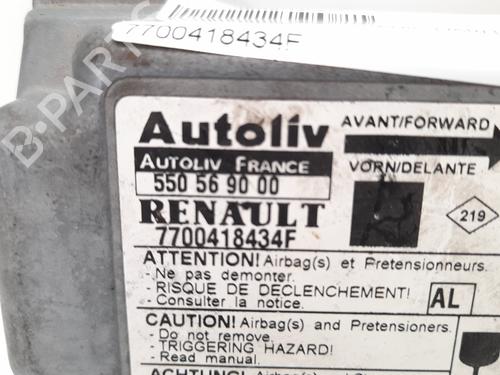 7700418434F
B-PARTS
Autoliv
AVANT/FORWARD
AUTOLIV FRANCE
VORN/DELANTE
550 56 90 00
RENAULT
219
7700418434F
ATTENTION! Airbag(s) et Pretensionneurs.
- Ne pas demonter.
- RISQUE DE DECLENCHEMENT!
- Consulter la notice.
AL
CAUTION! Airbag(s) and Pretensioners.
- Do not remove.
- TRIGGERING HAZARD!
- Read manual.
ACHTUNG! Airbag(s)